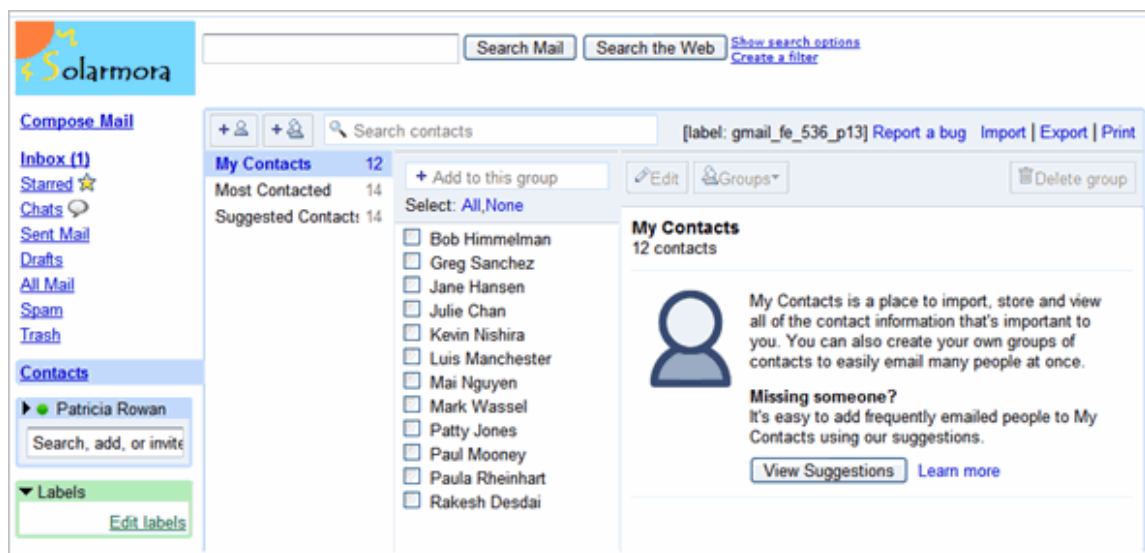 Solarmora
Search Mail Search the Web Show search options
Create a filter
Compose Mail
Inbox (1)
Starred
Chats
Sent Mail
Drafts
All Mail
Spam
Trash
Contacts
Patricia Rowan
Search, add, or invite
Labels
Edit labels
+ + Search contacts [label: gmail_fe_536_p13] Report a bug Import | Export | Print
My Contacts 12
Most Contacted 14
Suggested Contacts 14
+ Add to this group
Select: All,None
Bob Himmelman
Greg Sanchez
Jane Hansen
Julie Chan
Kevin Nishira
Luis Manchester
Mai Nguyen
Mark Wassel
Patty Jones
Paul Mooney
Paula Rheinhart
Rakesh Desdai
Edit Groups Delete group
My Contacts
12 contacts
My Contacts is a place to import, store and view
all of the contact information that's important to
you. You can also create your own groups of
contacts to easily email many people at once.
Missing someone?
It's easy to add frequently emailed people to My
Contacts using our suggestions.
View Suggestions Learn more